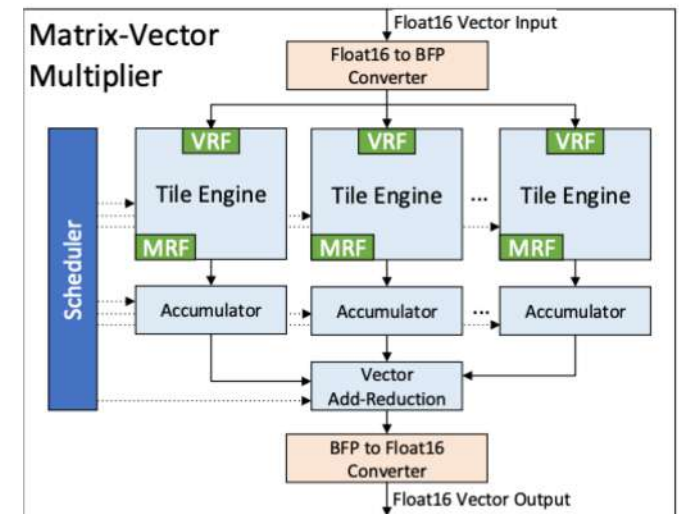 Matrix-Vector
Multiplier
Float16 Vector Input
Float16 to BFP
Converter
Scheduler
VRF
VRF
VRF
Tile Engine
Tile Engine
...
Tile Engine
MRF
MRF
MRF
Accumulator
Accumulator
...
Accumulator
Vector
Add-Reduction
BFP to Float16
Converter
Float16 Vector Output